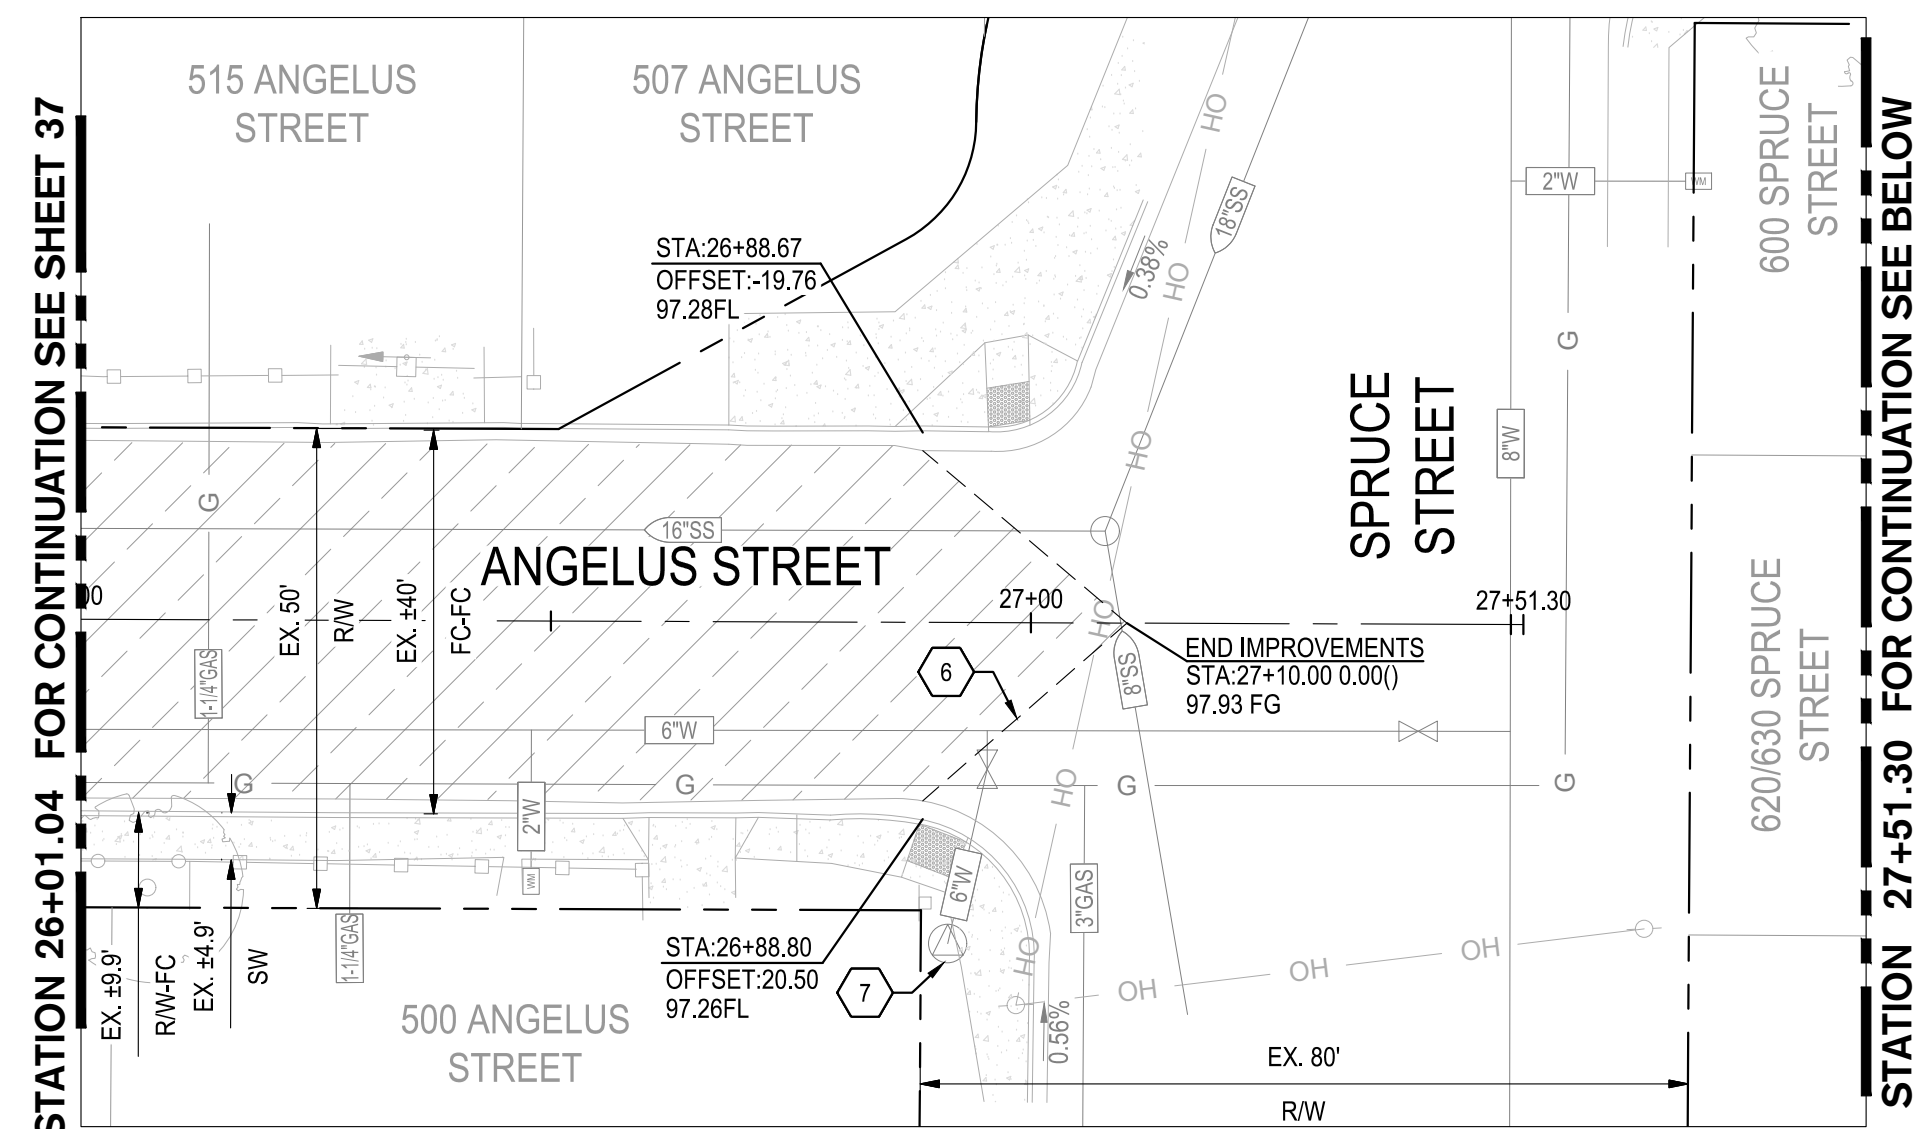 STATION 26+01.04 FOR CONTINUATION SEE SHEET 37
515 ANGELUS
STREET
507 ANGELUS
STREET
STA:26+88.67
OFFSET:-19.76
97.28FL
0.38%
OH
OH
OH
OH
OH
OH
18"SS
2"W
WM
600 SPRUCE
STREET
G
G
8"W
SPRUCE
STREET
16"SS
ANGELUS STREET
00
EX. 50'
R/W
EX. ±40'
FC-FC
27+00
27+51.30
END IMPROVEMENTS
STA:27+10.00 0.00()
97.93 FG
1-1/4"GAS
6
8"SS
6"W
620/630 SPRUCE
STREET
G
G
G
G
2"W
WM
6"W
3"GAS
EX. ±9.9'
R/W-FC
EX. ±4.9'
SW
1-1/4"GAS
STA:26+88.80
OFFSET:20.50
97.26FL
7
500 ANGELUS
STREET
OH
OH
OH
0.56%
EX. 80'
R/W
STATION 27+51.30 FOR CONTINUATION SEE BELOW